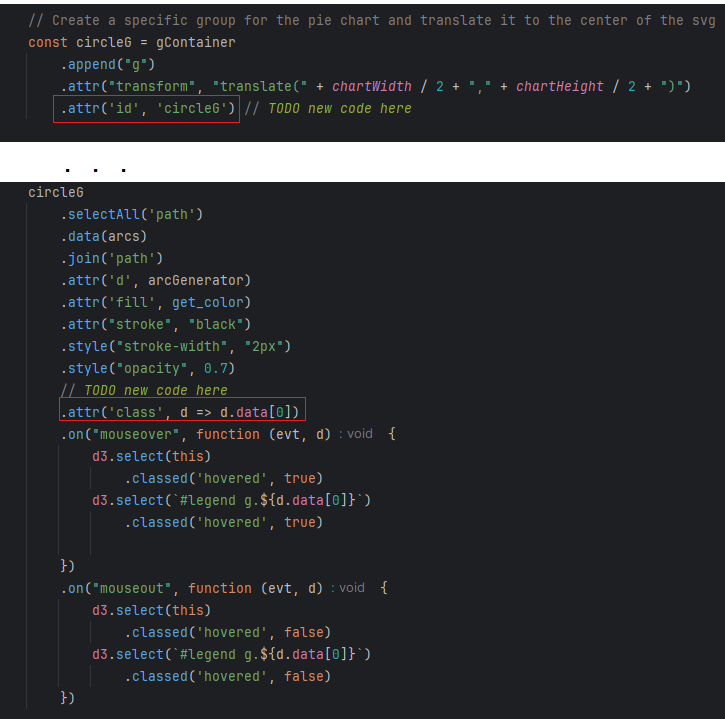 // Create a specific group for the pie chart and translate it to the center of the svg
const circleG = gContainer
.append("g")
.attr("transform", "translate(" + chartWidth / 2 + "," + chartHeight / 2 + ")")
.attr('id', 'circleG') // TODO new code here
. . .
circleG
.selectAll('path')
.data(arcs)
.join('path')
.attr('d', arcGenerator)
.attr('fill', get_color)
.attr("stroke", "black")
.style("stroke-width", "2px")
.style("opacity", 0.7)
// TODO new code here
.attr('class', d => d.data[0])
.on("mouseover", function (evt, d) : void {
d3.select(this)
.classed('hovered', true)
d3.select(`#legend g.${d.data[0]}`)
.classed('hovered', true)
})
.on("mouseout", function (evt, d) : void {
d3.select(this)
.classed('hovered', false)
d3.select(`#legend g.${d.data[0]}`)
.classed('hovered', false)
})